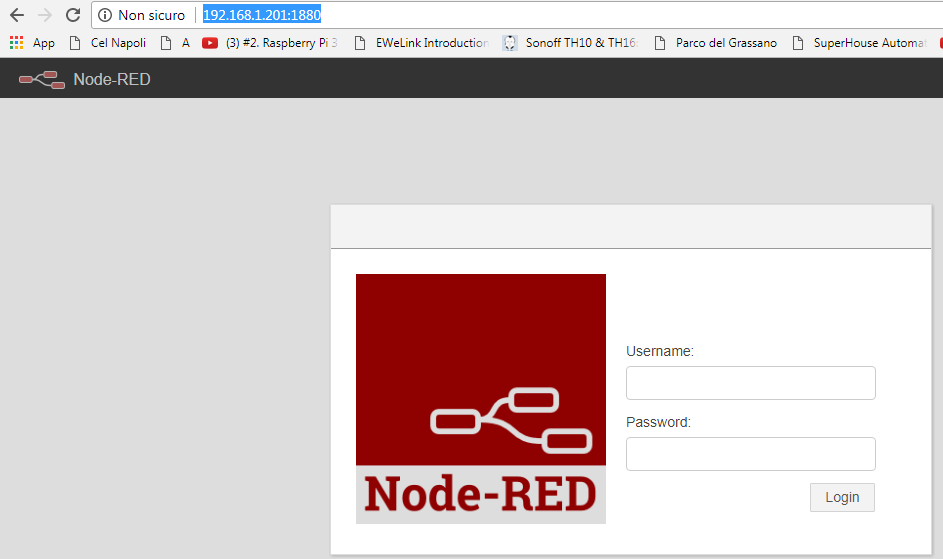 Non sicuro 192.168.1.201:1880
App Cel Napoli A (3) #2. Raspberry Pi 3 EWeLink Introduction Sonoff TH10 & TH16: Parco del Grassano SuperHouse Automat
Node-RED
Username:
Password:
Login
Node-RED